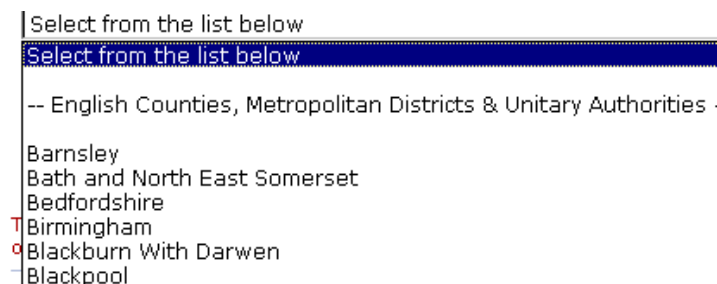 Select from the list below
Select from the list below
-- English Counties, Metropolitan Districts & Unitary Authorities -
Barnsley
Bath and North East Somerset
Bedfordshire
T
Birmingham
o
Blackburn With Darwen
Blackpool